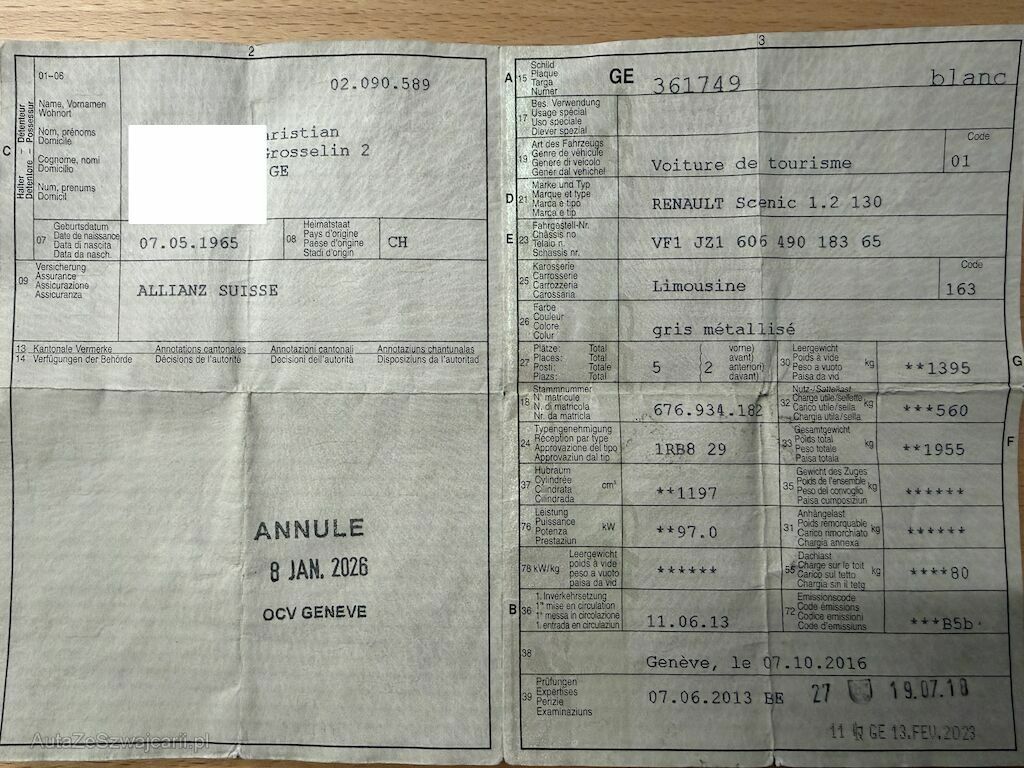 2
01-06
02.090.589
Halter – Détenteur
Detentore – Possessur
C
Name, Vornamen
Wohnort
Nom, prénoms
Domicile
Cognome, nomi
Domicilio
Num, prenums
Domicil
ristian
rosselin 2
GE
07
Geburtsdatum
Date de naissance
Data di nascita
Data da nasch.
07.05.1965
08
Heimatstaat
Pays d'origine
Paese d'origine
Stadi d'origin
CH
09
Versicherung
Assurance
Assicurazione
Assicuranza
ALLIANZ SUISSE
13 Kantonale Vermerke Annotations cantonales Annotazioni cantonali Annotaziuns chantunalas
14 Verfügungen der Behörde Décisions de l'autorité Decisioni dell'autorità Disposiziuns da l'autoritad
ANNULE
8 JAN. 2026
OCV GENEVE
AutaZeSzwajcarii.pl
3
A 15
Schild
Plaque
Targa
Numer
GE 361749 blanc
17
Bes. Verwendung
Usage spécial
Uso speciale
Diever spezial
19
Art des Fahrzeugs
Genre de véhicule
Genere di veicolo
Gener dal vehichel
Voiture de tourisme
Code
01
D 21
Marke und Typ
Marque et type
Marca e tipo
Marca e tip
RENAULT Scenic 1.2 130
E 23
Fahrgestell-Nr.
Châssis no
Telaio n.
Schassis nr.
VF1 JZ1 606 490 183 65
25
Karosserie
Carrosserie
Carrozzeria
Carossaria
Limousine
Code
163
26
Farbe
Couleur
Colore
Colur
gris métallisé
27
Plätze: Total
Places: Total
Posti: Totale
Plazs: Total
5
( vorne)
avant)
(2 anteriori)
davant)
30
Leergewicht
Poids à vide
Peso a vuoto
Paisa da vid
kg
**1395
G
18
Stammnummer
N° matricule
N. di matricola
Nr. da matricla
676.934.182
32
Nutz-/Sattellast
Charge utile/sellette
Carico utile/sella
Chargia utila/sella
kg
***560
24
Typengenehmigung
Réception par type
Approvazione del tipo
Approvaziun dal tip
1RB8 29
33
Gesamtgewicht
Poids total
Peso totale
Paisa totala
kg
**1955
F
37
Hubraum
Cylindrée
Cilindrata
Cilindrada
cm³
**1197
35
Gewicht des Zuges
Poids de l'ensemble
Peso del convoglio
Paisa cumposiziun
kg
******
76
Leistung
Puissance
Potenza
Prestaziun
kW
**97.0
31
Anhängelast
Poids remorquable
Carico rimorchiato
Chargia annexa
kg
******
78 kW/kg
Leergewicht
poids à vide
peso a vuoto
paisa da vid
******
55
Dachlast
Charge sur le toit
Carico sul tetto
Chargia sin il tetg
kg
****80
B 36
1. Inverkehrsetzung
1re mise en circulation
1a messa in circolazione
1. entrada en circulaziun
11.06.13
72
Emissionscode
Code émissions
Codice emissioni
Code d'emissiuns
***B5b
38
Genève, le 07.10.2016
39
Prüfungen
Expertises
Perizie
Examinaziuns
07.06.2013 BE 27 19.07.18
11 GE 13.FEV.2023